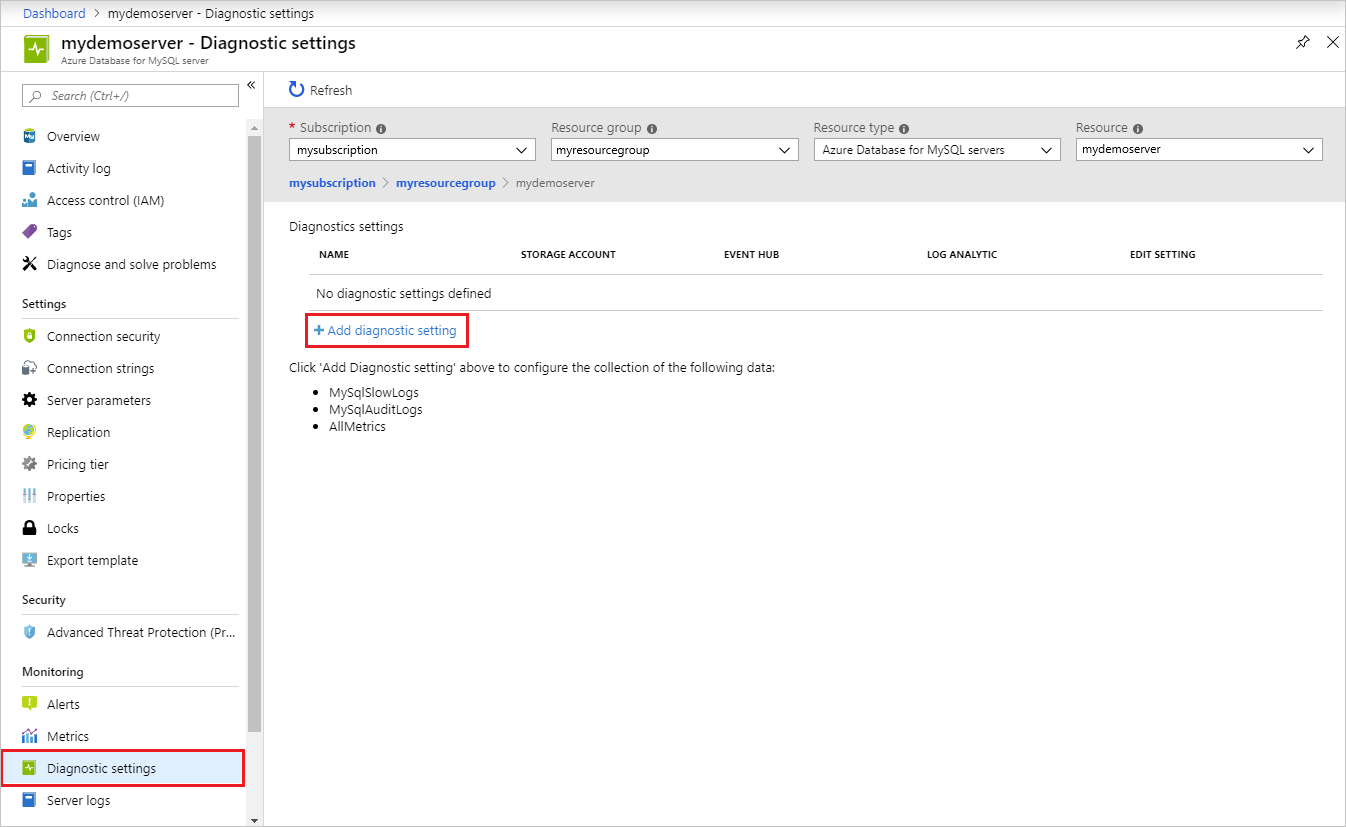 Dashboard > mydemoserver - Diagnostic settings
mydemoserver - Diagnostic settings
Azure Database for MySQL server
Search (Ctrl+/)
«
Overview
Activity log
Access control (IAM)
Tags
Diagnose and solve problems
Settings
Connection security
Connection strings
Server parameters
Replication
Pricing tier
Properties
Locks
Export template
Security
Advanced Threat Protection (Pr...
Monitoring
Alerts
Metrics
Diagnostic settings
Server logs
Refresh
* Subscription
mysubscription
Resource group
myresourcegroup
Resource type
Azure Database for MySQL servers
Resource
mydemoserver
mysubscription > myresourcegroup > mydemoserver
Diagnostics settings
NAME STORAGE ACCOUNT EVENT HUB LOG ANALYTIC EDIT SETTING
No diagnostic settings defined
+ Add diagnostic setting
Click 'Add Diagnostic setting' above to configure the collection of the following data:
• MySqlSlowLogs
• MySqlAuditLogs
• AllMetrics